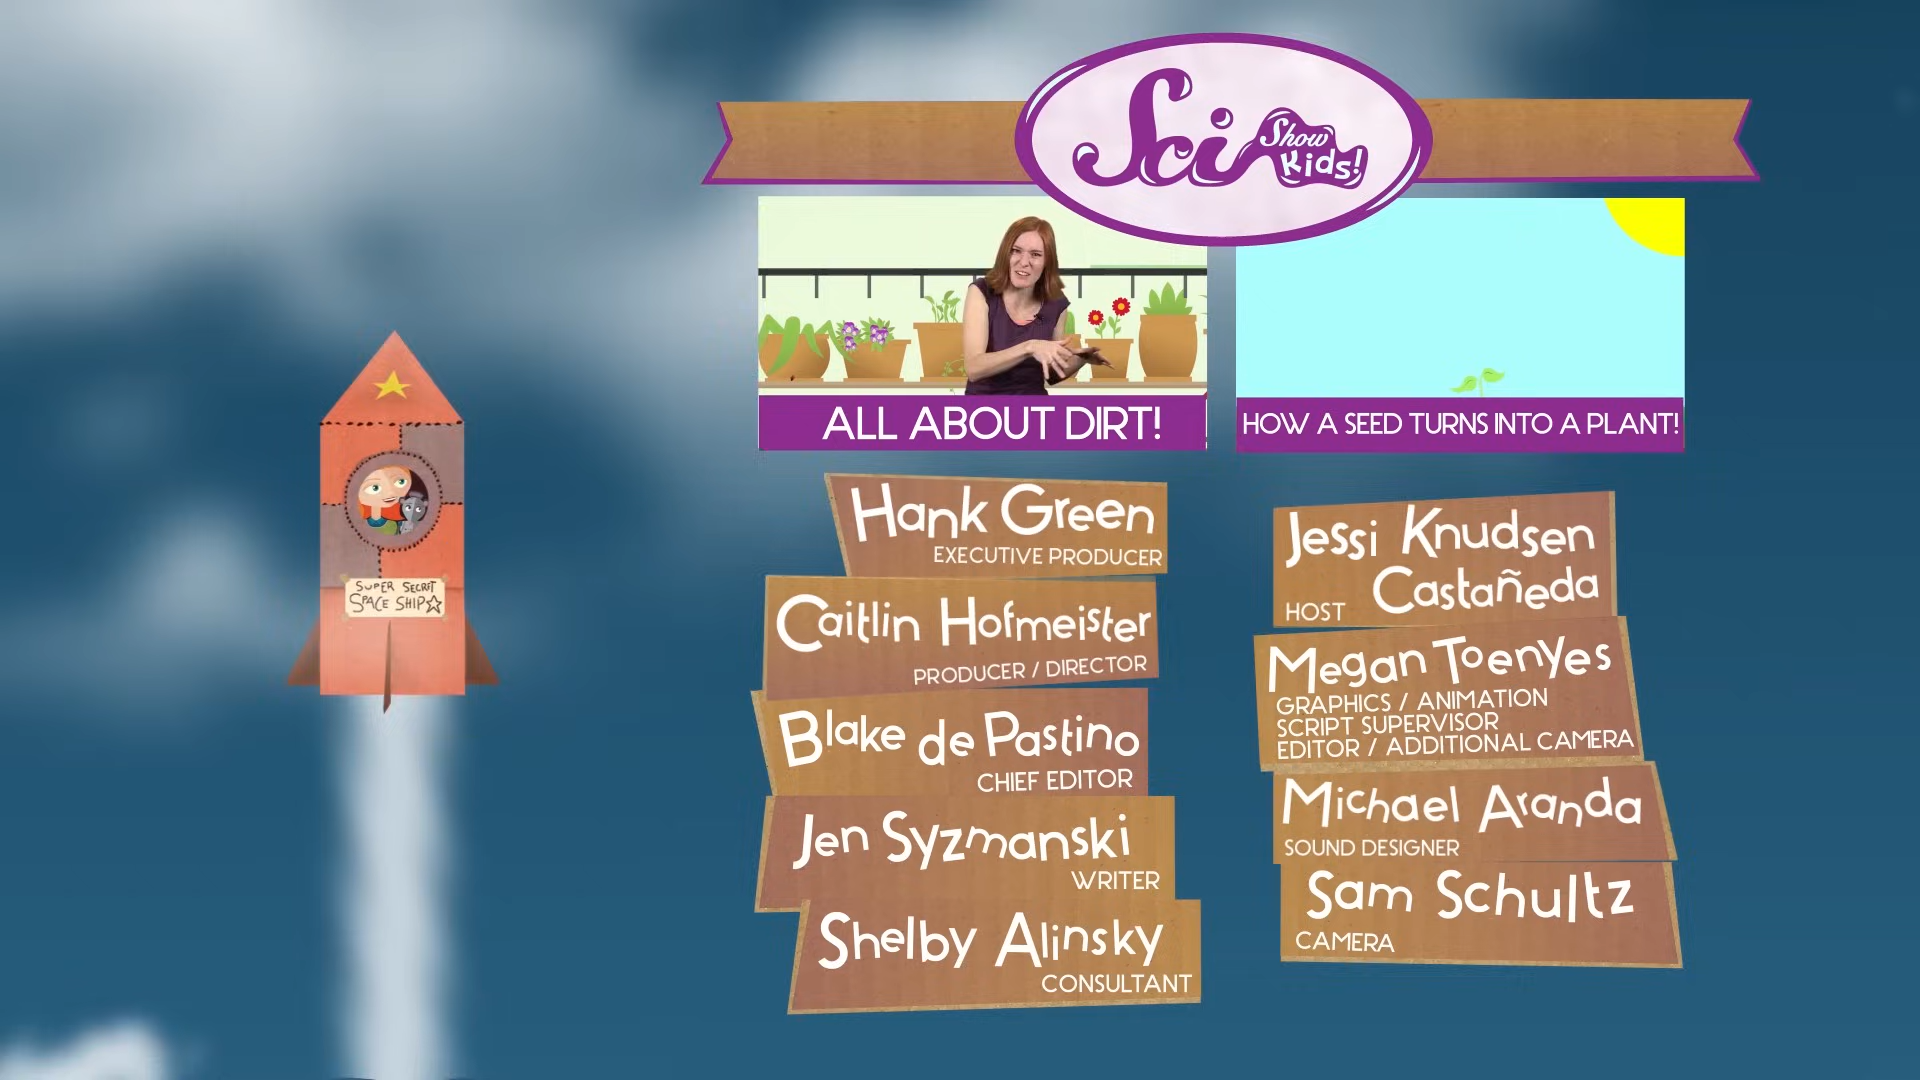 Sci
Show
Kids!
ALL ABOUT DIRT!
HOW A SEED TURNS INTO A PLANT!
SUPER SECRET
SPACE SHIP
Hank Green
EXECUTIVE PRODUCER
Caitlin Hofmeister
PRODUCER / DIRECTOR
Blake de Pastino
CHIEF EDITOR
Jen Syzmanski
WRITER
Shelby Alinsky
CONSULTANT
Jessi Knudsen
Castañeda
HOST
Megan Toenyes
GRAPHICS / ANIMATION
SCRIPT SUPERVISOR
EDITOR / ADDITIONAL CAMERA
Michael Aranda
SOUND DESIGNER
Sam Schultz
CAMERA